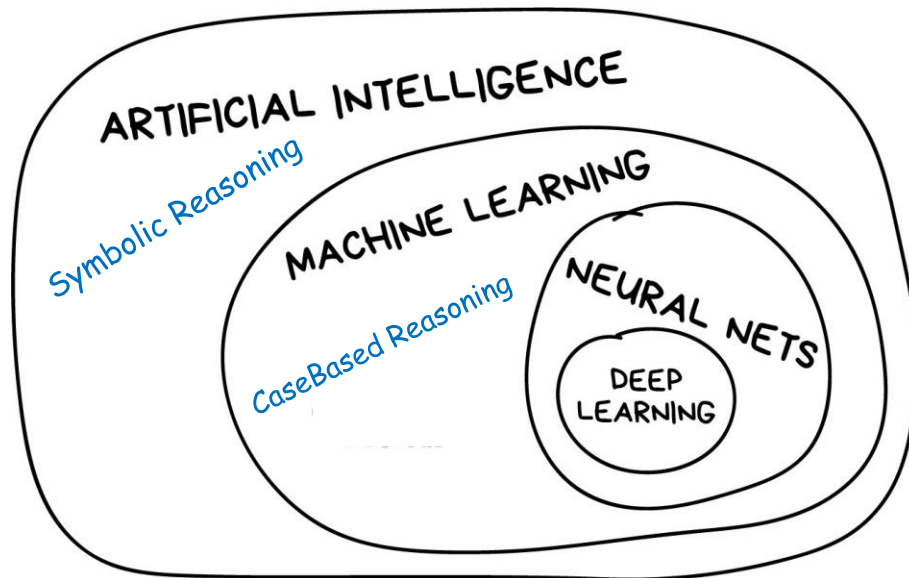 ARTIFICIAL INTELLIGENCE
Symbolic Reasoning
MACHINE LEARNING
CaseBased Reasoning
NEURAL NETS
DEEP
LEARNING